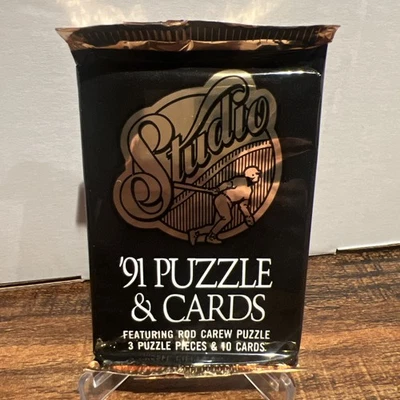 Studio
'91 PUZZLE
& CARDS
FEATURING ROD CAREW PUZZLE
3 PUZZLE PIECES & 10 CARDS